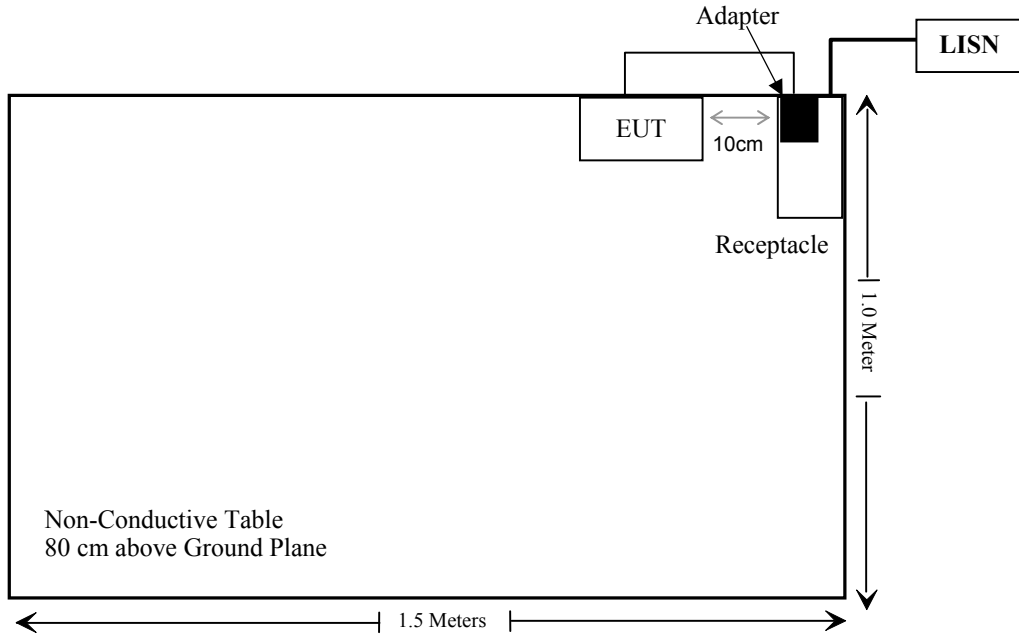 Adapter
LISN
EUT
10cm
Receptacle
1.0 Meter
Non-Conductive Table
80 cm above Ground Plane
1.5 Meters